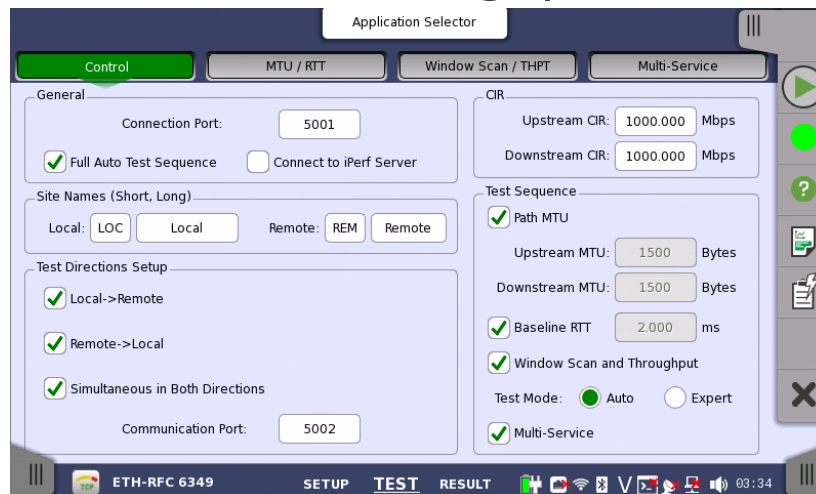 Application Selector
Control MTU / RTT Window Scan / THPT Multi-Service
General
Connection Port: 5001
Full Auto Test Sequence Connect to iPerf Server
Site Names (Short, Long)
Local: LOC Local Remote: REM Remote
Test Directions Setup
Local->Remote
Remote->Local
Simultaneous in Both Directions
Communication Port: 5002
CIR
Upstream CIR: 1000.000 Mbps
Downstream CIR: 1000.000 Mbps
Test Sequence
Path MTU
Upstream MTU: 1500 Bytes
Downstream MTU: 1500 Bytes
Baseline RTT 2.000 ms
Window Scan and Throughput
Test Mode: Auto Expert
Multi-Service
TCP ETH-RFC 6349 SETUP TEST RESULT V 03:34